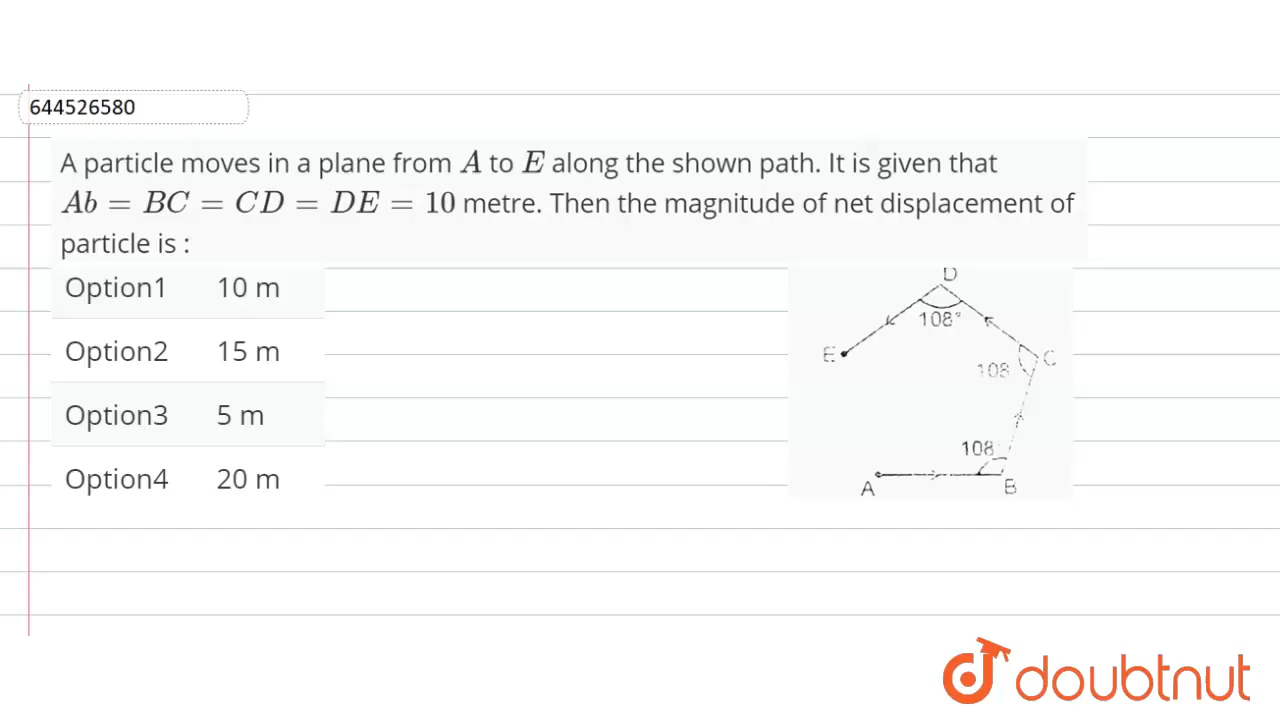 644526580
A particle moves in a plane from A to E along the shown path. It is given that
Ab = BC = CD = DE = 10 metre. Then the magnitude of net displacement of
particle is :
Option1 10 m
Option2 15 m
Option3 5 m
Option4 20 m
D
108°
E
C
108
108
A
B
doubtnut